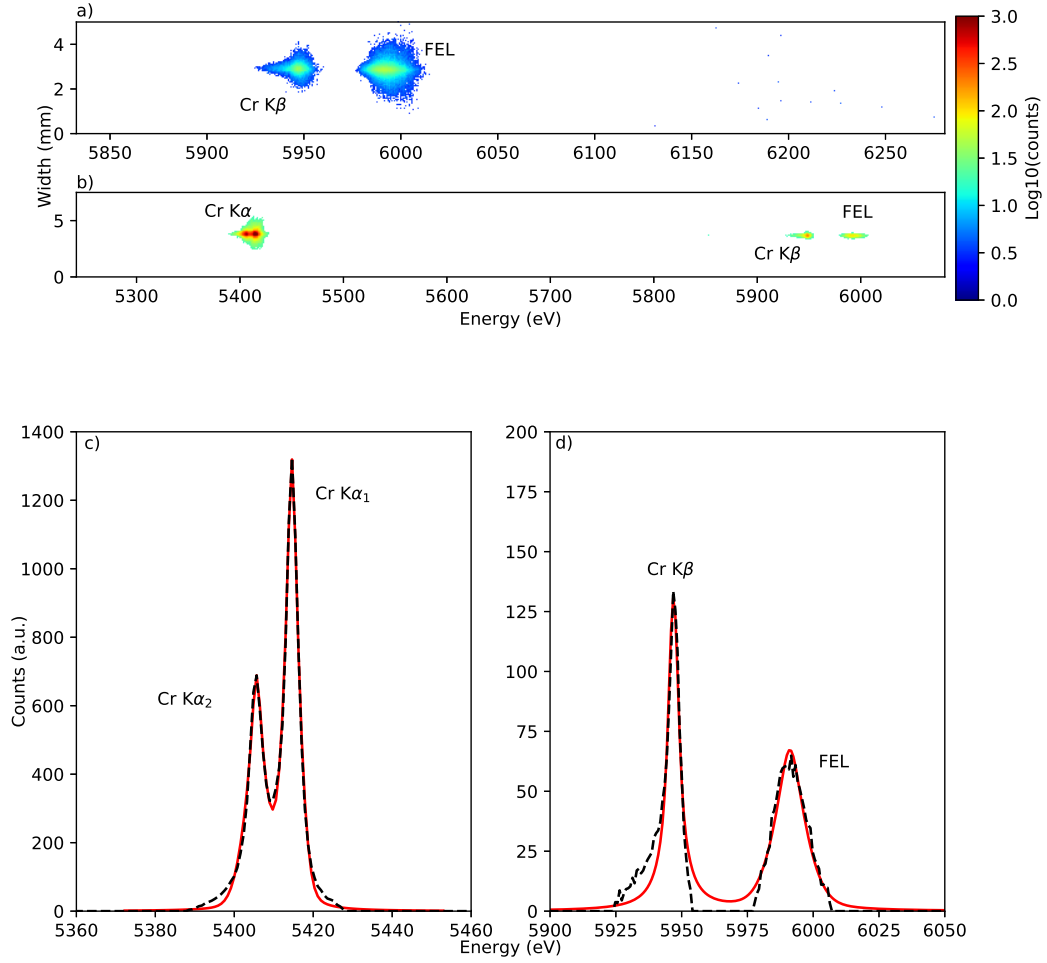 a)
Width (mm)
4
2
0
FEL
Cr Kβ
5850 5900 5950 6000 6050 6100 6150 6200 6250
b)
5
0
Cr Kα
FEL
Cr Kβ
5300 5400 5500 5600 5700 5800 5900 6000
Energy (eV)
3.0
2.5
2.0
1.5
1.0
0.5
0.0
Log10(counts)
c)
Counts (a.u.)
1400
1200
1000
800
600
400
200
0
Cr Kα₁
Cr Kα₂
5360 5380 5400 5420 5440 5460
d)
200
175
150
125
100
75
50
25
0
Cr Kβ
FEL
5900 5925 5950 5975 6000 6025 6050
Energy (eV)